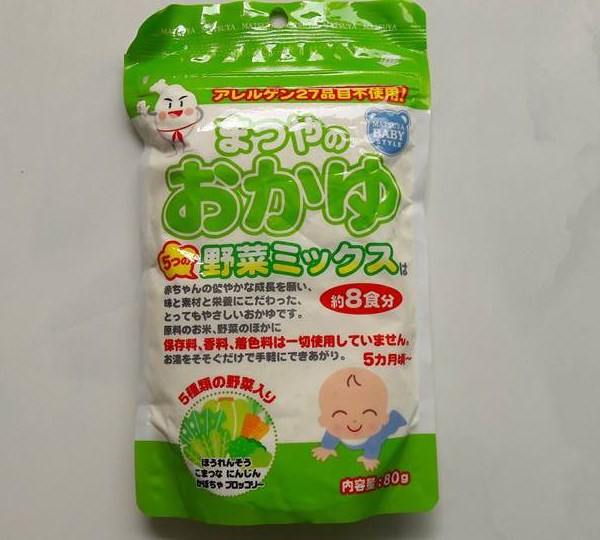 MATSUYA MATSUYA MATSUYA MATSUYA
アレルゲン27品目不使用!
まつやの
MATSUYA
BABY
STYLE
おかゆ
5つの野菜ミックスは
赤ちゃんの健やかな成長を願い、
味と素材と栄養にこだわった、
とってもやさしいおかゆです。
約8食分
原料のお米、野菜のほかに
保存料、香料、着色料は一切使用していません。
お湯をそそぐだけで手軽にできあがり。
5カ月頃~
5種類の野菜入り
ほうれんそう
こまつな にんじん
かぼちゃ ブロッコリー
内容量:80g